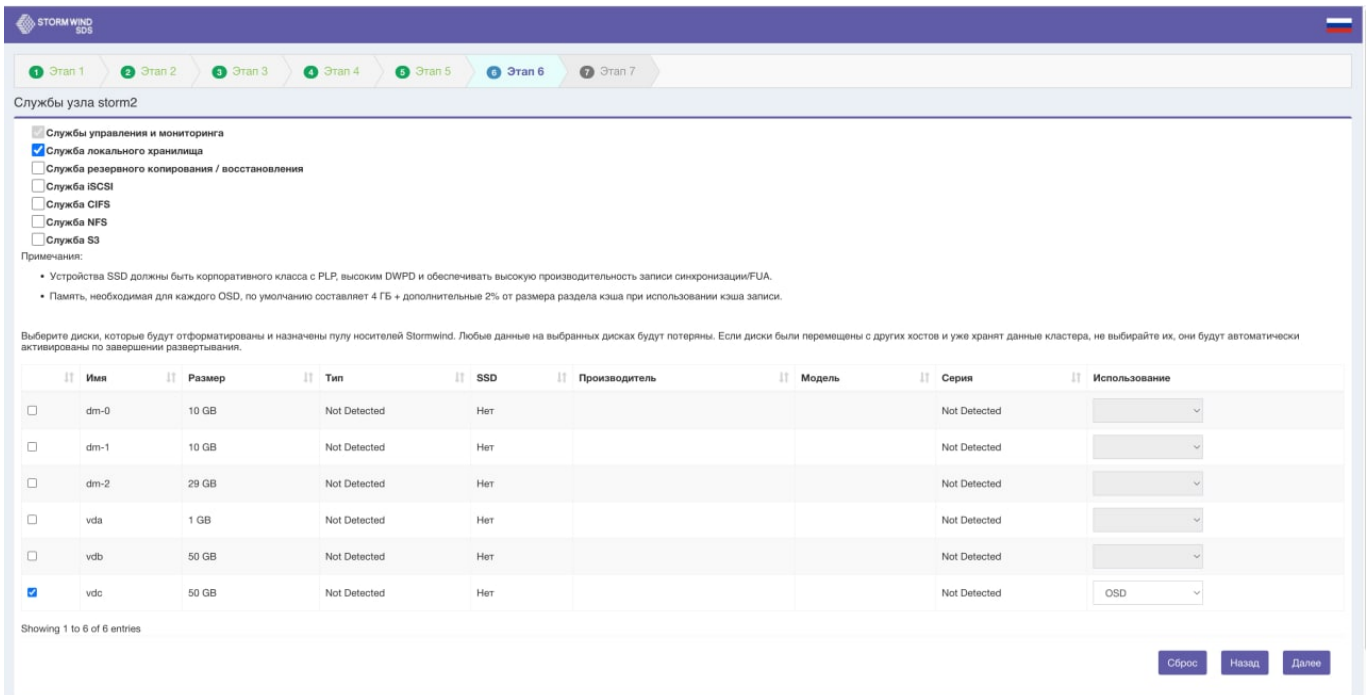 STORM WIND
SDS
1 Этап 1 2 Этап 2 3 Этап 3 4 Этап 4 5 Этап 5 6 Этап 6 7 Этап 7
Службы узла storm2
Службы управления и мониторинга
Служба локального хранилища
Служба резервного копирования / восстановления
Служба iSCSI
Служба CIFS
Служба NFS
Служба S3
Примечания:
• Устройства SSD должны быть корпоративного класса с PLP, высоким DWPD и обеспечивать высокую производительность записи синхронизации/FUA.
• Память, необходимая для каждого OSD, по умолчанию составляет 4 ГБ + дополнительные 2% от размера раздела кэша при использовании кэша записи.
Выберите диски, которые будут отформатированы и назначены пулу носителей Stormwind. Любые данные на выбранных дисках будут потеряны. Если диски были перемещены с других хостов и уже хранят данные кластера, не выбирайте их, они будут автоматически
активированы по завершении развертывания.
Имя Размер Тип SSD Производитель Модель Серия Использование
dm-0 10 GB Not Detected Нет Not Detected
dm-1 10 GB Not Detected Нет Not Detected
dm-2 29 GB Not Detected Нет Not Detected
vda 1 GB Not Detected Нет Not Detected
vdb 50 GB Not Detected Нет Not Detected
vdc 50 GB Not Detected Нет Not Detected OSD
Showing 1 to 6 of 6 entries
Сброс Назад Далее